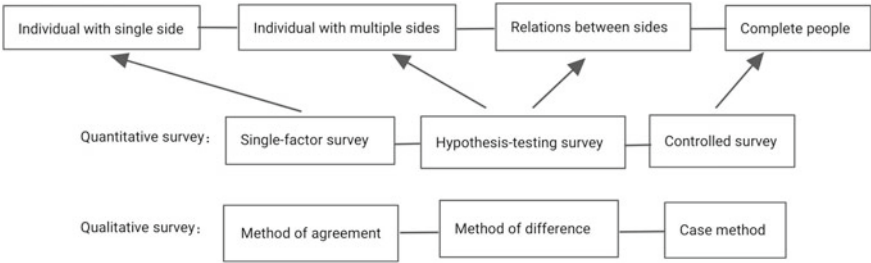 Individual with single side
Individual with multiple sides
Relations between sides
Complete people
Quantitative survey：
Single-factor survey
Hypothesis-testing survey
Controlled survey
Qualitative survey：
Method of agreement
Method of difference
Case method